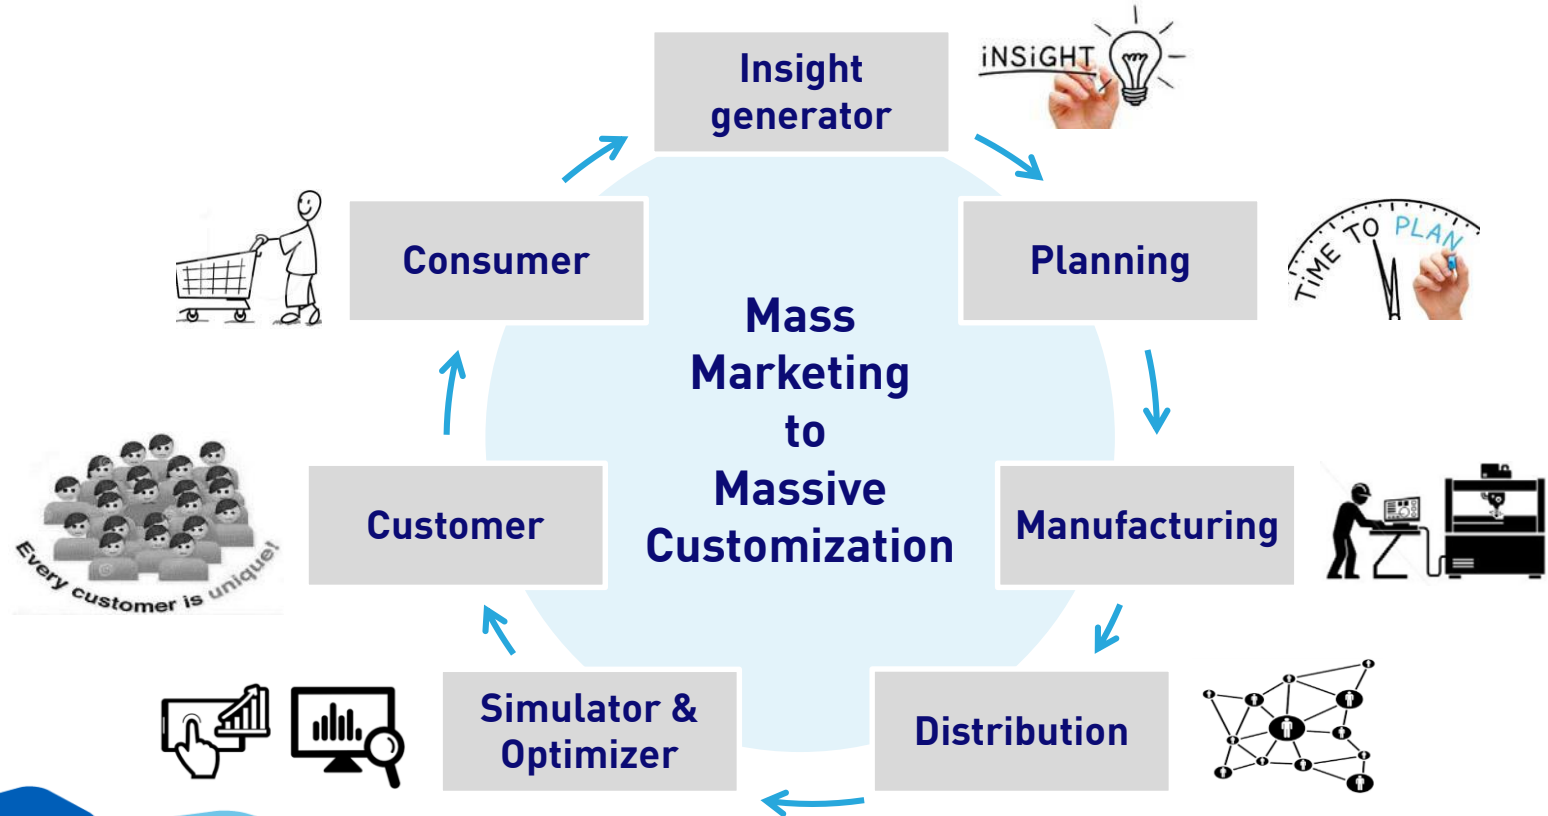 Insight
generator
iNSiGHT
Consumer
Planning
TiME TO PLAN
Mass
Marketing
to
Massive
Customization
Customer
Manufacturing
Every customer is unique!
Simulator &
Optimizer
Distribution